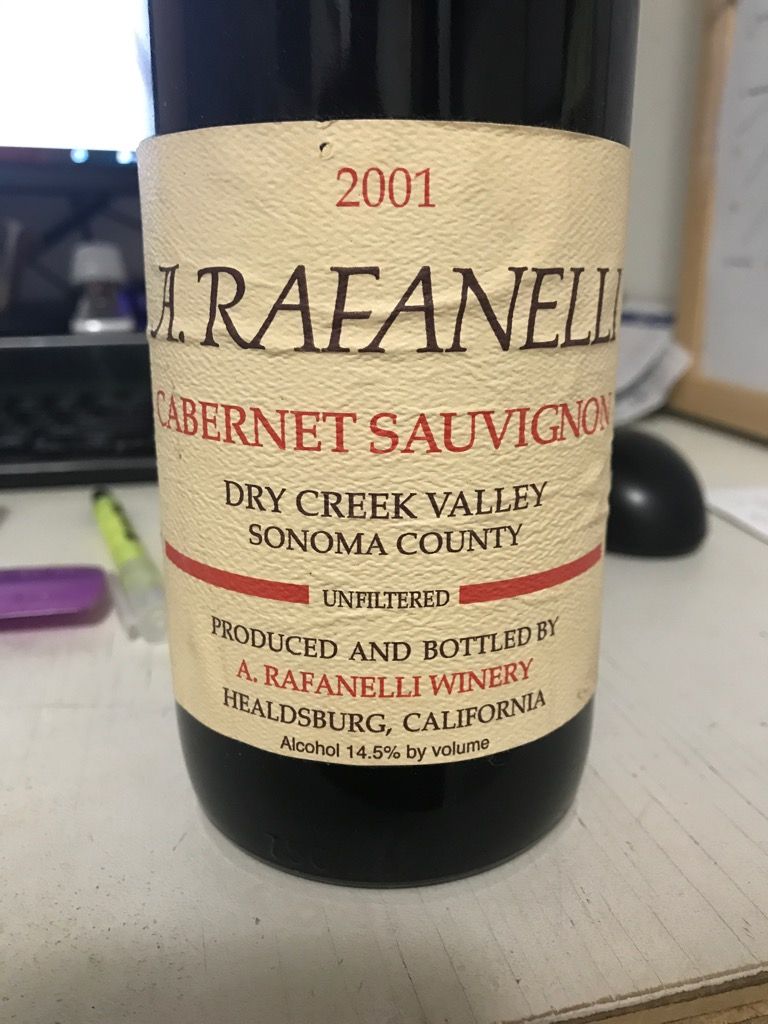 2001
A. RAFANELLI
CABERNET SAUVIGNON
DRY CREEK VALLEY
SONOMA COUNTY
UNFILTERED
PRODUCED AND BOTTLED BY
A. RAFANELLI WINERY
HEALDSBURG, CALIFORNIA
Alcohol 14.5% by volume